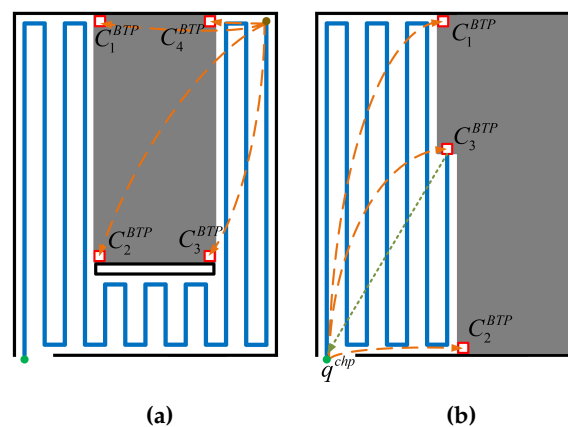 C_1^{BTP} C_4^{BTP} C_1^{BTP}
C_3^{BTP}
C_2^{BTP} C_3^{BTP}
C_2^{BTP}
q^{chp}
(a) (b)